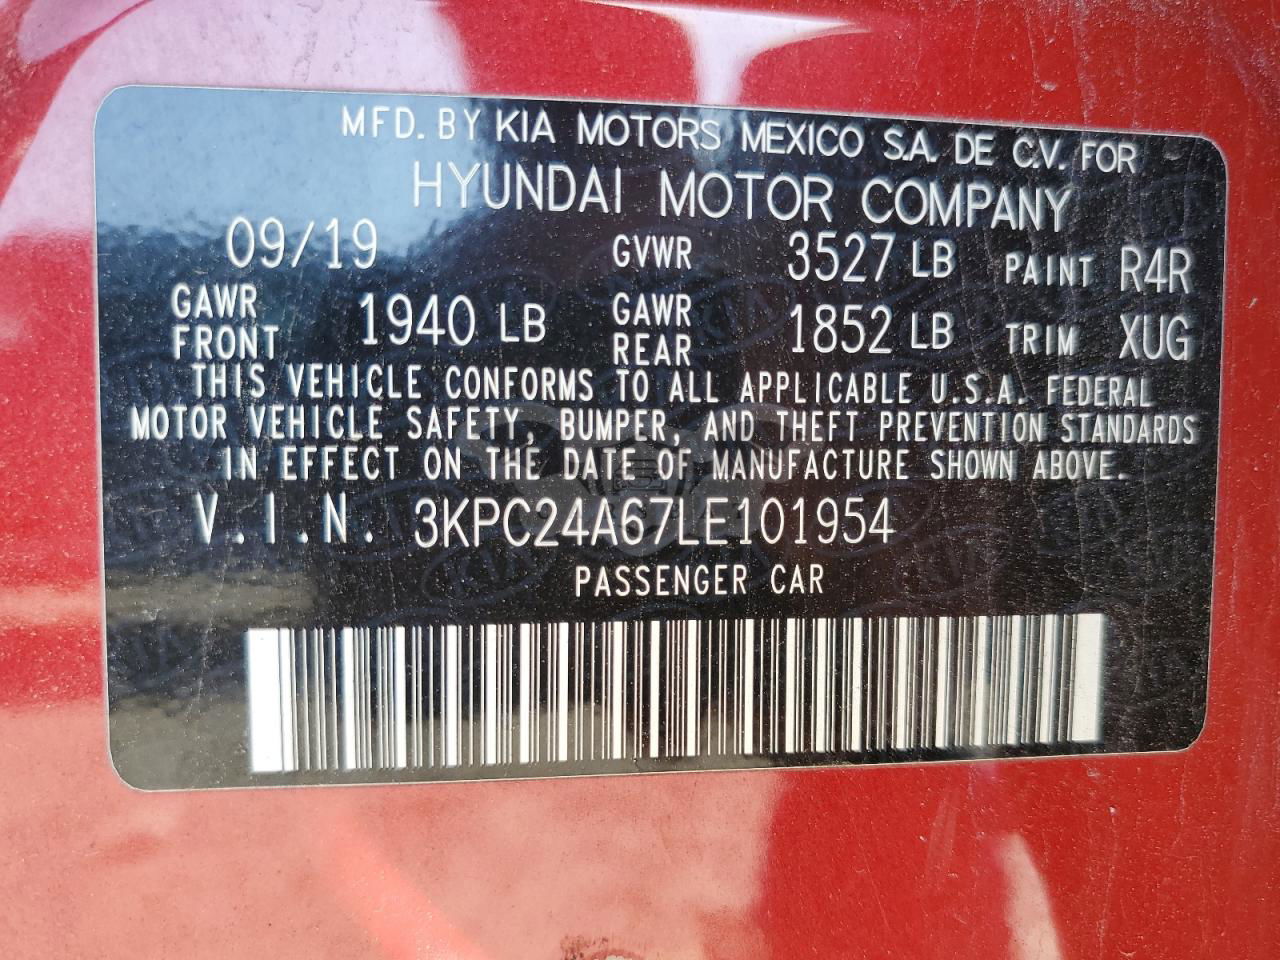 MFD. BY KIA MOTORS MEXICO S.A. DE C.V. FOR
HYUNDAI MOTOR COMPANY
09/19 GVWR 3527 LB PAINT R4R
GAWR FRONT 1940 LB GAWR REAR 1852 LB TRIM XUG
THIS VEHICLE CONFORMS TO ALL APPLICABLE U.S.A. FEDERAL
MOTOR VEHICLE SAFETY, BUMPER, AND THEFT PREVENTION STANDARDS
IN EFFECT ON THE DATE OF MANUFACTURE SHOWN ABOVE.
V.I.N. 3KPC24A67LE101954
PASSENGER CAR